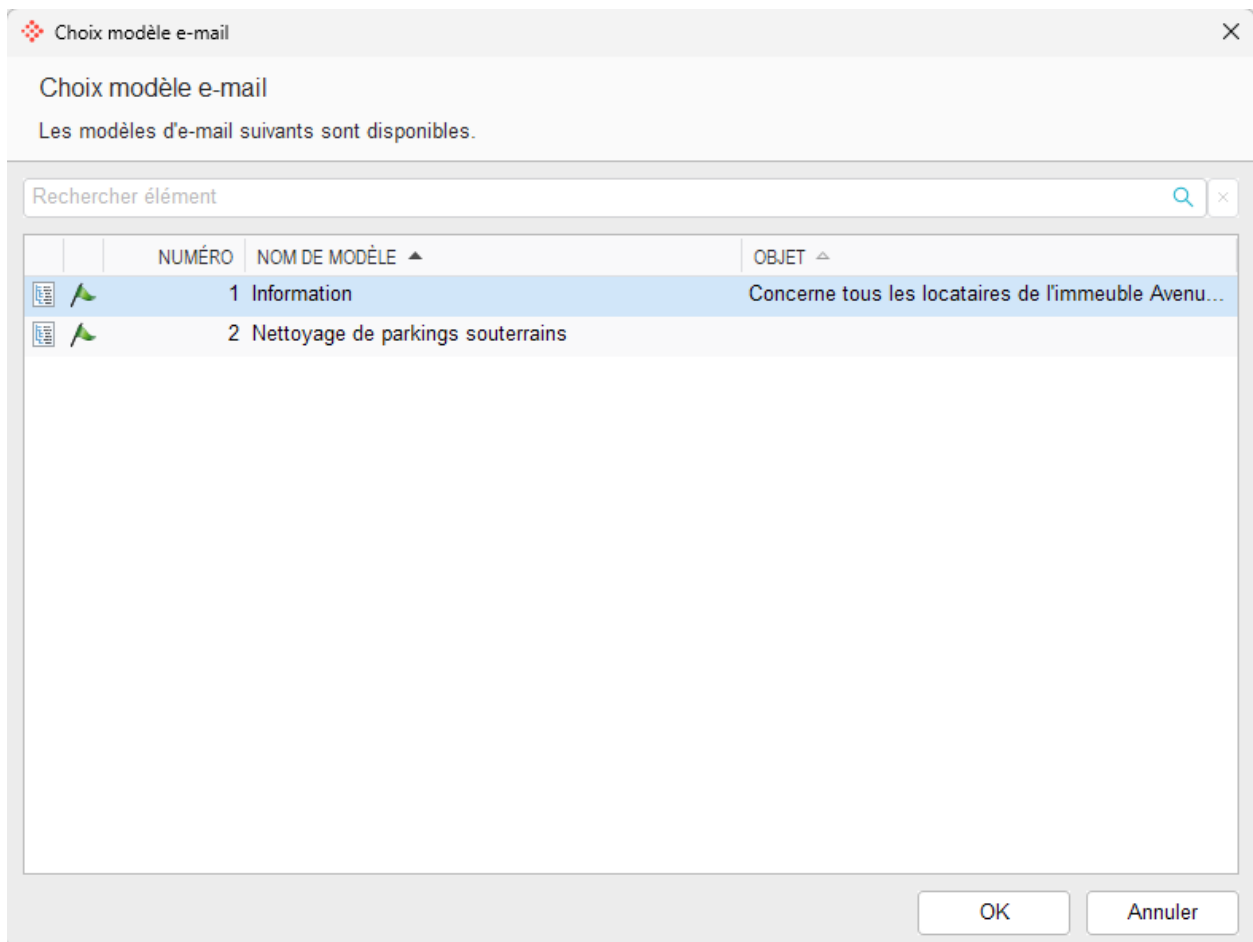 Choix modèle e-mail
Choix modèle e-mail
Les modèles d'e-mail suivants sont disponibles.
Rechercher élément
NUMÉRO NOM DE MODÈLE OBJET
1 Information Concerne tous les locataires de l'immeuble Avenu...
2 Nettoyage de parkings souterrains
OK Annuler